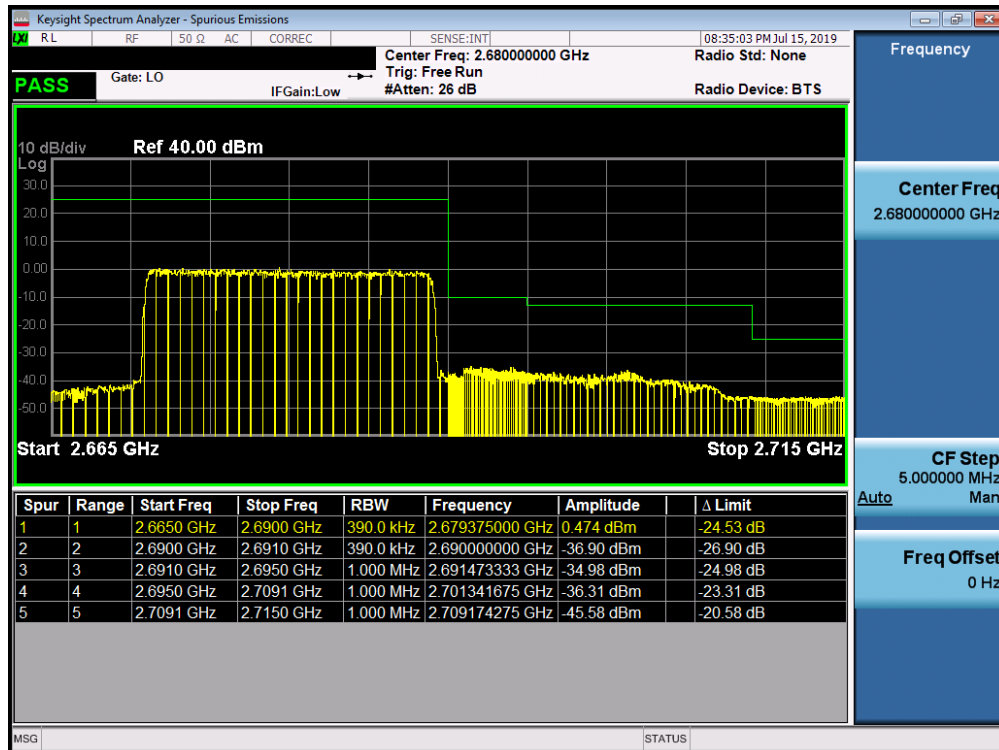 Keysight Spectrum Analyzer - Spurious Emissions
LXI RL RF 50 Ω AC CORREC SENSE:INT 08:35:03 PM Jul 15, 2019
Center Freq: 2.680000000 GHz Radio Std: None
Trig: Free Run
PASS Gate: LO IFGain:Low #Atten: 26 dB Radio Device: BTS
Frequency
10 dB/div Ref 40.00 dBm
Log
30.0
20.0
10.0
0.00
-10.0
-20.0
-30.0
-40.0
-50.0
Start 2.665 GHz Stop 2.715 GHz
Center Freq
2.680000000 GHz
CF Step
5.000000 MHz
Auto Man
Freq Offset
0 Hz
Spur Range Start Freq Stop Freq RBW Frequency Amplitude Δ Limit
1 1 2.6650 GHz 2.6900 GHz 390.0 kHz 2.679375000 GHz 0.474 dBm -24.53 dB
2 2 2.6900 GHz 2.6910 GHz 390.0 kHz 2.690000000 GHz -36.90 dBm -26.90 dB
3 3 2.6910 GHz 2.6950 GHz 1.000 MHz 2.691473333 GHz -34.98 dBm -24.98 dB
4 4 2.6950 GHz 2.7091 GHz 1.000 MHz 2.701341675 GHz -36.31 dBm -23.31 dB
5 5 2.7091 GHz 2.7150 GHz 1.000 MHz 2.709174275 GHz -45.58 dBm -20.58 dB
MSG STATUS